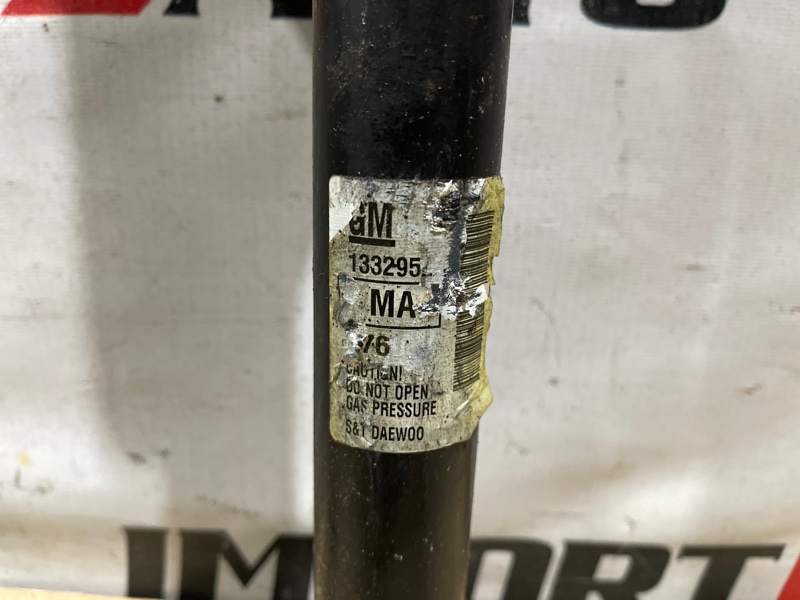 GM
133295
MA
76
CAUTION!
DO NOT OPEN
GAS PRESSURE
S&T DAEWOO
IMPORT